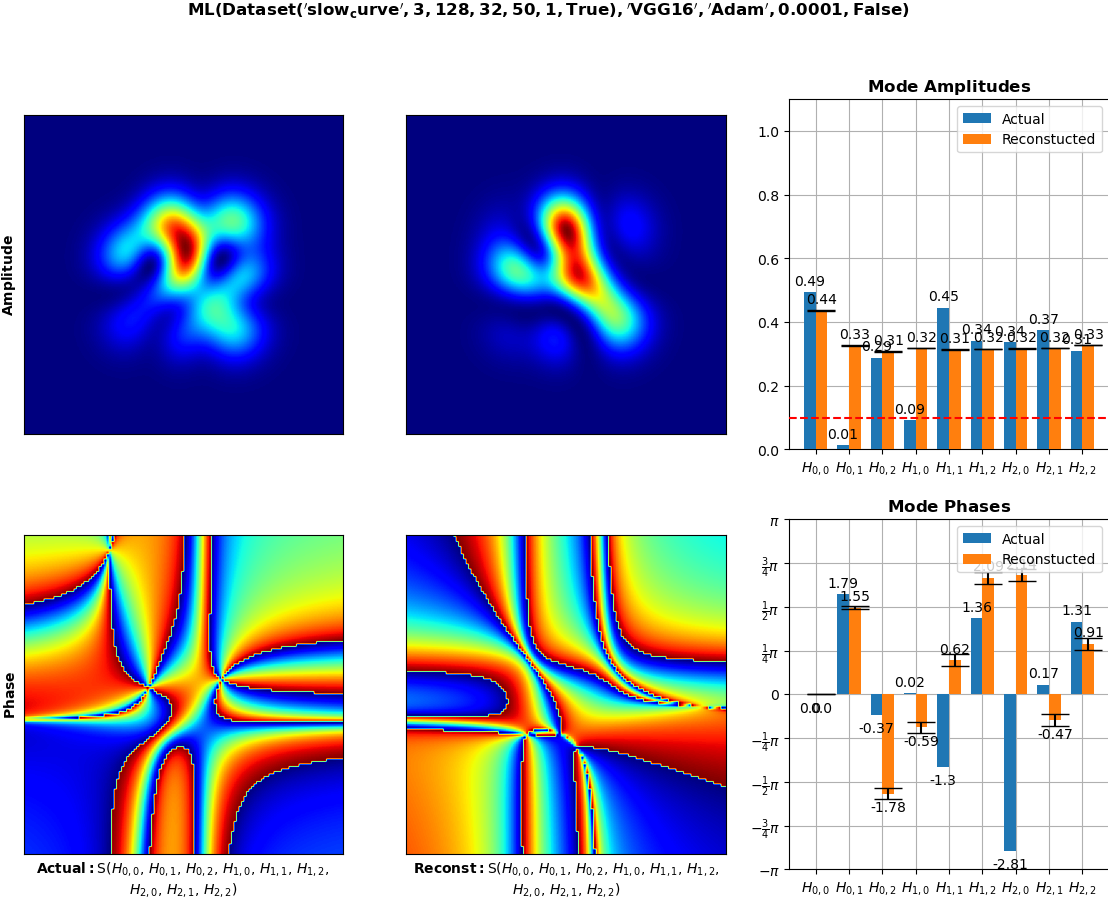 ML(Dataset('slow_curve', 3, 128, 32, 50, 1, True), 'VGG16', 'Adam', 0.0001, False)
Amplitude
Mode Amplitudes
Actual
Reconstucted
1.0
0.8
0.6
0.4
0.2
0.0
0.49
0.44
0.01
0.33
0.29
0.31
0.09
0.32
0.45
0.31
0.34
0.32
0.34
0.32
0.37
0.32
0.31
0.33
H0,0 H0,1 H0,2 H1,0 H1,1 H1,2 H2,0 H2,1 H2,2
Phase
Actual: S(H0,0, H0,1, H0,2, H1,0, H1,1, H1,2,
H2,0, H2,1, H2,2)
Reconst: S(H0,0, H0,1, H0,2, H1,0, H1,1, H1,2,
H2,0, H2,1, H2,2)
Mode Phases
Actual
Reconstucted
π
3/4π
1/2π
1/4π
0
−1/4π
−1/2π
−3/4π
−π
0.0
0.0
1.79
1.55
-0.37
-1.78
0.02
-0.59
-1.3
0.62
1.36
2.09
-2.81
0.17
-0.47
1.31
0.91
H0,0 H0,1 H0,2 H1,0 H1,1 H1,2 H2,0 H2,1 H2,2